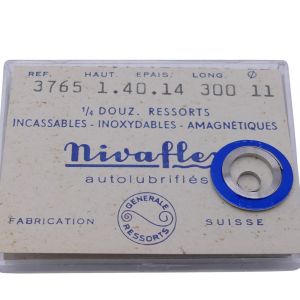 REF. HAUT. EPAIS. LONG. Ø
3765 1.40.14 300 11
¼ DOUZ. RESSORTS
INCASSABLES - INOXYDABLES - AMAGNÉTIQUES
autolubrifiés
GENERALE
RESSORTS
FABRICATION SUISSE